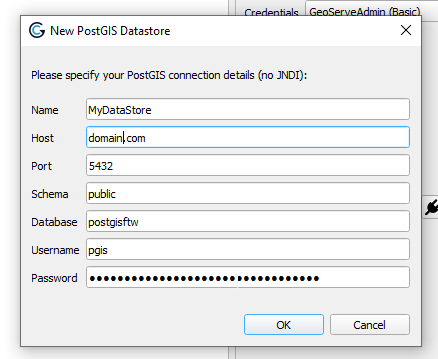 Credentials GeoServeAdmin (Basic)
New PostGIS Datastore
Please specify your PostGIS connection details (no JNDI):
Name MyDataStore
Host domain.com
Port 5432
Schema public
Database postgisftw
Username pgis
Password ●●●●●●●●●●●●●●●●●●●●●●●●●●●●●●●●●
OK Cancel